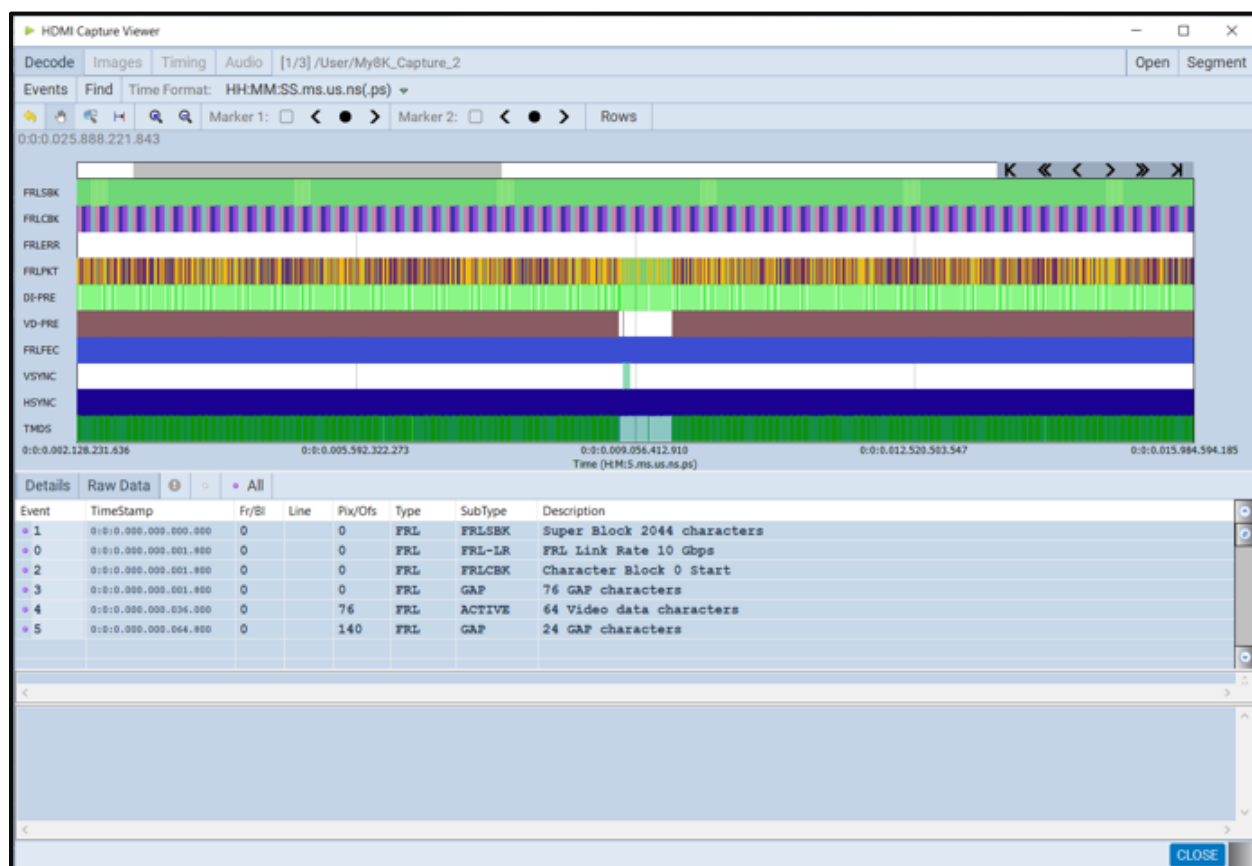 HDMI Capture Viewer
Decode Images Timing Audio [1/3] /User/My8K_Capture_2 Open Segment
Events Find Time Format: HH:MM:SS.ms.us.ns(.ps)
Marker 1: Marker 2: Rows
0:0:0.025.888.221.843
FRLSBK
FRLCBK
FRLERR
FRLPKT
DI-PRE
VD-PRE
FRLFEC
VSYNC
HSYNC
TMDS
0:0:0.002.128.231.636 0:0:0.005.592.322.273 0:0:0.009.056.412.910 0:0:0.012.520.503.547 0:0:0.015.984.594.185
Time (H:M:S.ms.us.ns.ps)
Details Raw Data All
Event TimeStamp Fr/Bl Line Pix/Ofs Type SubType Description
1 0:0:0.000.000.000.000 0 0 FRL FRLSBK Super Block 2044 characters
0 0:0:0.000.000.001.800 0 0 FRL FRL-LR FRL Link Rate 10 Gbps
2 0:0:0.000.000.001.800 0 0 FRL FRLCBK Character Block 0 Start
3 0:0:0.000.000.001.800 0 0 FRL GAP 76 GAP characters
4 0:0:0.000.000.036.000 0 76 FRL ACTIVE 64 Video data characters
5 0:0:0.000.000.064.800 0 140 FRL GAP 24 GAP characters
CLOSE